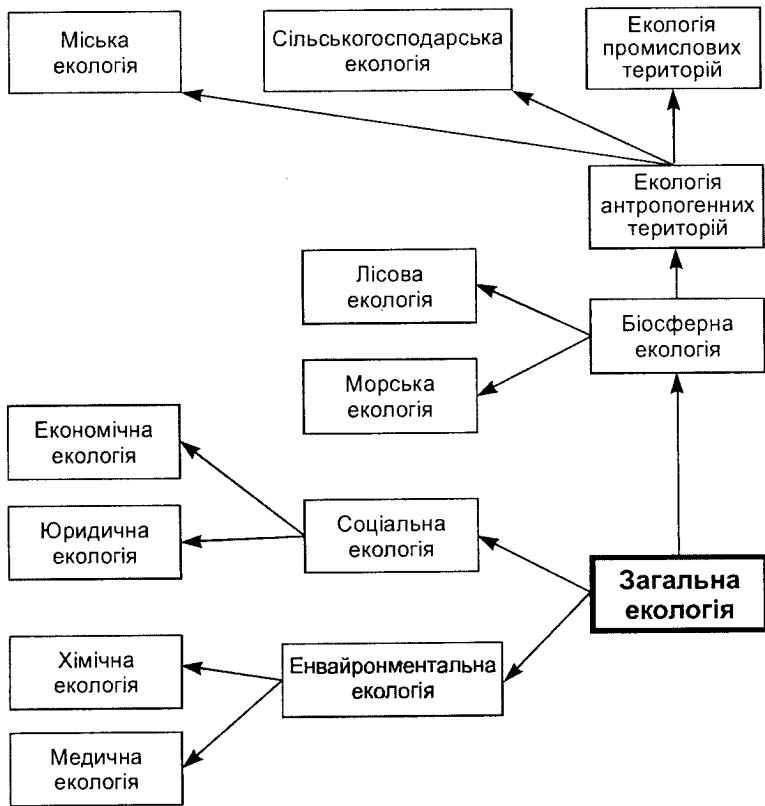 Міська
екологія
Сільськогосподарська
екологія
Екологія
промислових
територій
Екологія
антропогенних
територій
Лісова
екологія
Біосферна
екологія
Морська
екологія
Економічна
екологія
Юридична
екологія
Соціальна
екологія
Загальна
екологія
Хімічна
екологія
Енвайронментальна
екологія
Медична
екологія